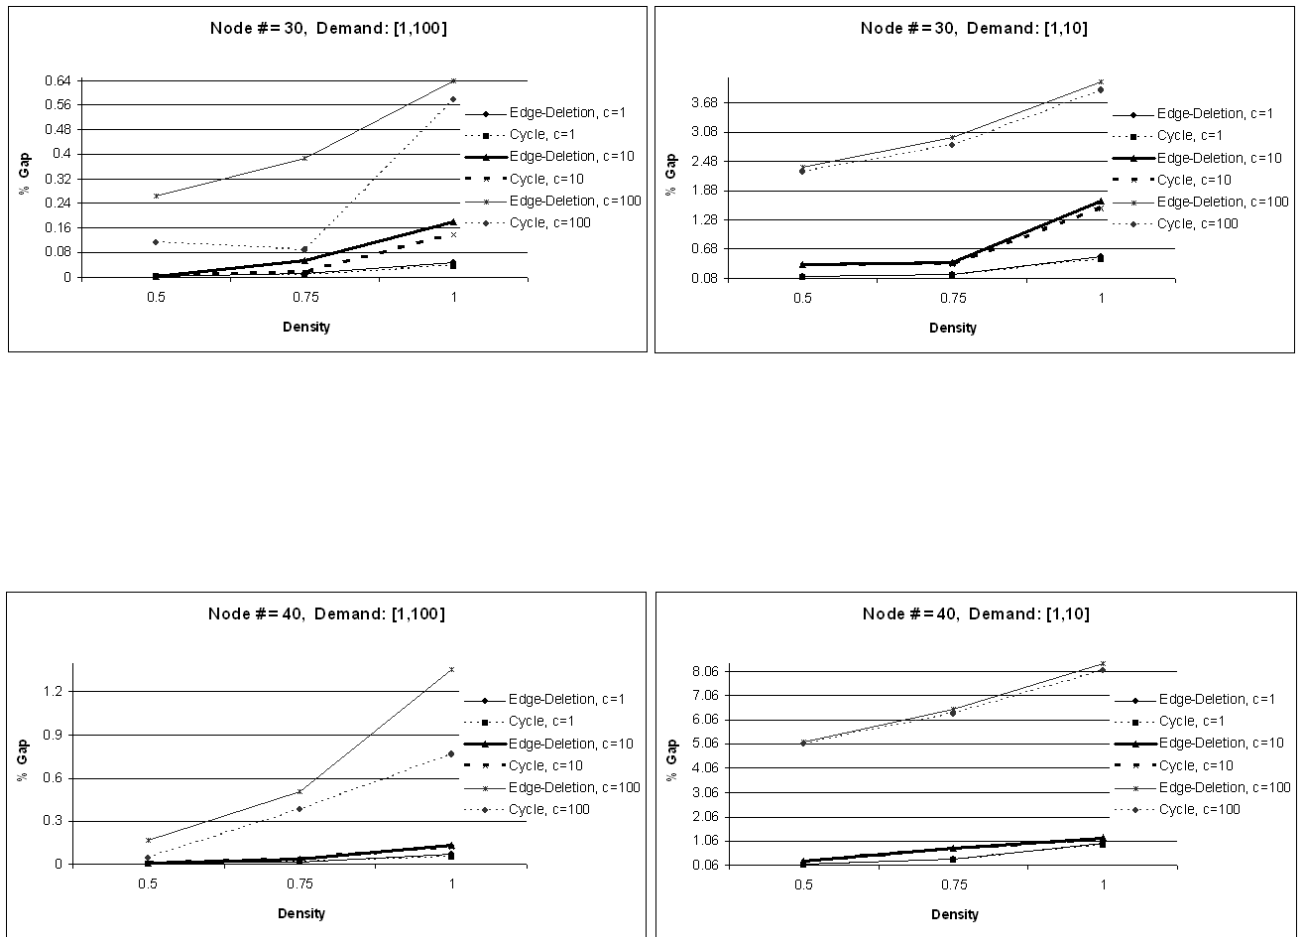 Node #= 30, Demand: [1,100]
0.64
0.56
0.48
0.4
0.32
0.24
0.16
0.08
0
% Gap
0.5
0.75
1
Density
Edge-Deletion, c=1
Cycle, c=1
Edge-Deletion, c=10
Cycle, c=10
Edge-Deletion, c=100
Cycle, c=100
Node #= 30, Demand: [1,10]
3.68
3.08
2.48
1.88
1.28
0.68
0.08
% Gap
0.5
0.75
1
Density
Edge-Deletion, c=1
Cycle, c=1
Edge-Deletion, c=10
Cycle, c=10
Edge-Deletion, c=100
Cycle, c=100
Node #= 40, Demand: [1,100]
1.2
0.9
0.6
0.3
0
% Gap
0.5
0.75
1
Density
Edge-Deletion, c=1
Cycle, c=1
Edge-Deletion, c=10
Cycle, c=10
Edge-Deletion, c=100
Cycle, c=100
Node #= 40, Demand: [1,10]
8.06
7.06
6.06
5.06
4.06
3.06
2.06
1.06
0.06
% Gap
0.5
0.75
1
Density
Edge-Deletion, c=1
Cycle, c=1
Edge-Deletion, c=10
Cycle, c=10
Edge-Deletion, c=100
Cycle, c=100